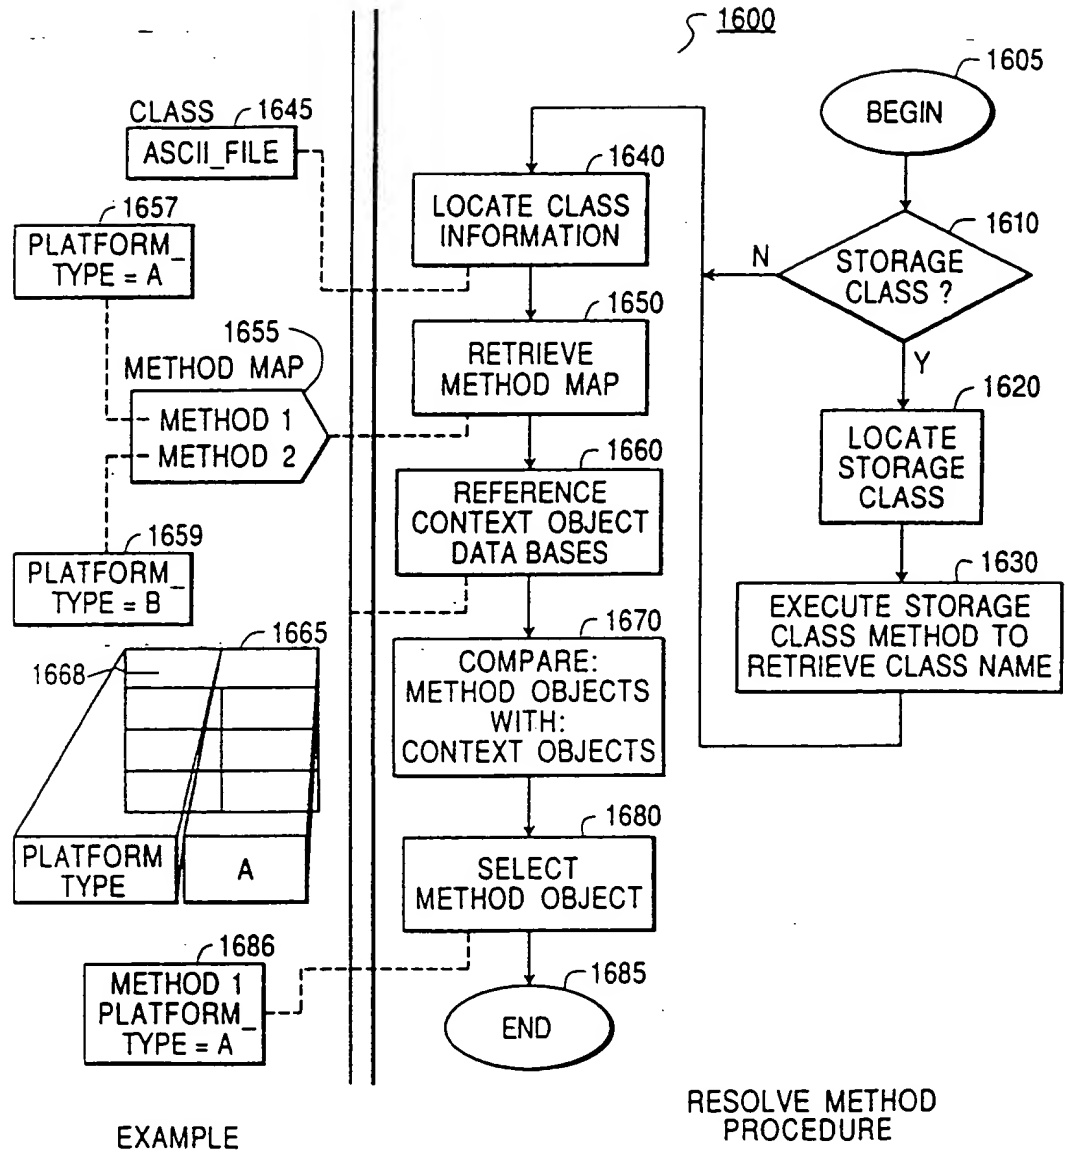 1600
1605
BEGIN
CLASS 1645
ASCII_FILE
1640
LOCATE CLASS
INFORMATION
1657
PLATFORM_
TYPE = A
1610
STORAGE
CLASS ?
N
Y
1650
RETRIEVE
METHOD MAP
1655
METHOD MAP
METHOD 1
METHOD 2
1620
LOCATE
STORAGE
CLASS
1660
REFERENCE
CONTEXT OBJECT
DATA BASES
1659
PLATFORM_
TYPE = B
1630
EXECUTE STORAGE
CLASS METHOD TO
RETRIEVE CLASS NAME
1665
1668
1670
COMPARE:
METHOD OBJECTS
WITH:
CONTEXT OBJECTS
PLATFORM
TYPE
A
1680
SELECT
METHOD OBJECT
1686
METHOD 1
PLATFORM_
TYPE = A
1685
END
EXAMPLE
RESOLVE METHOD
PROCEDURE